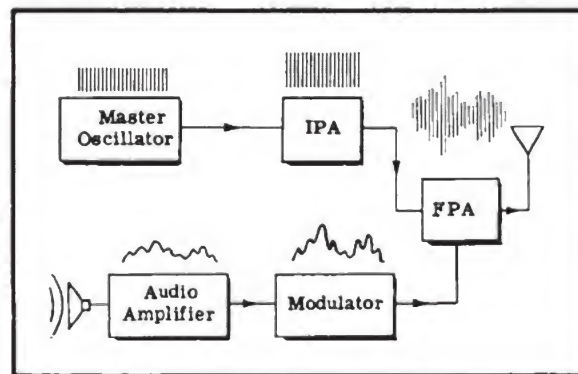 Master
Oscillator
IPA
FPA
Audio
Amplifier
Modulator